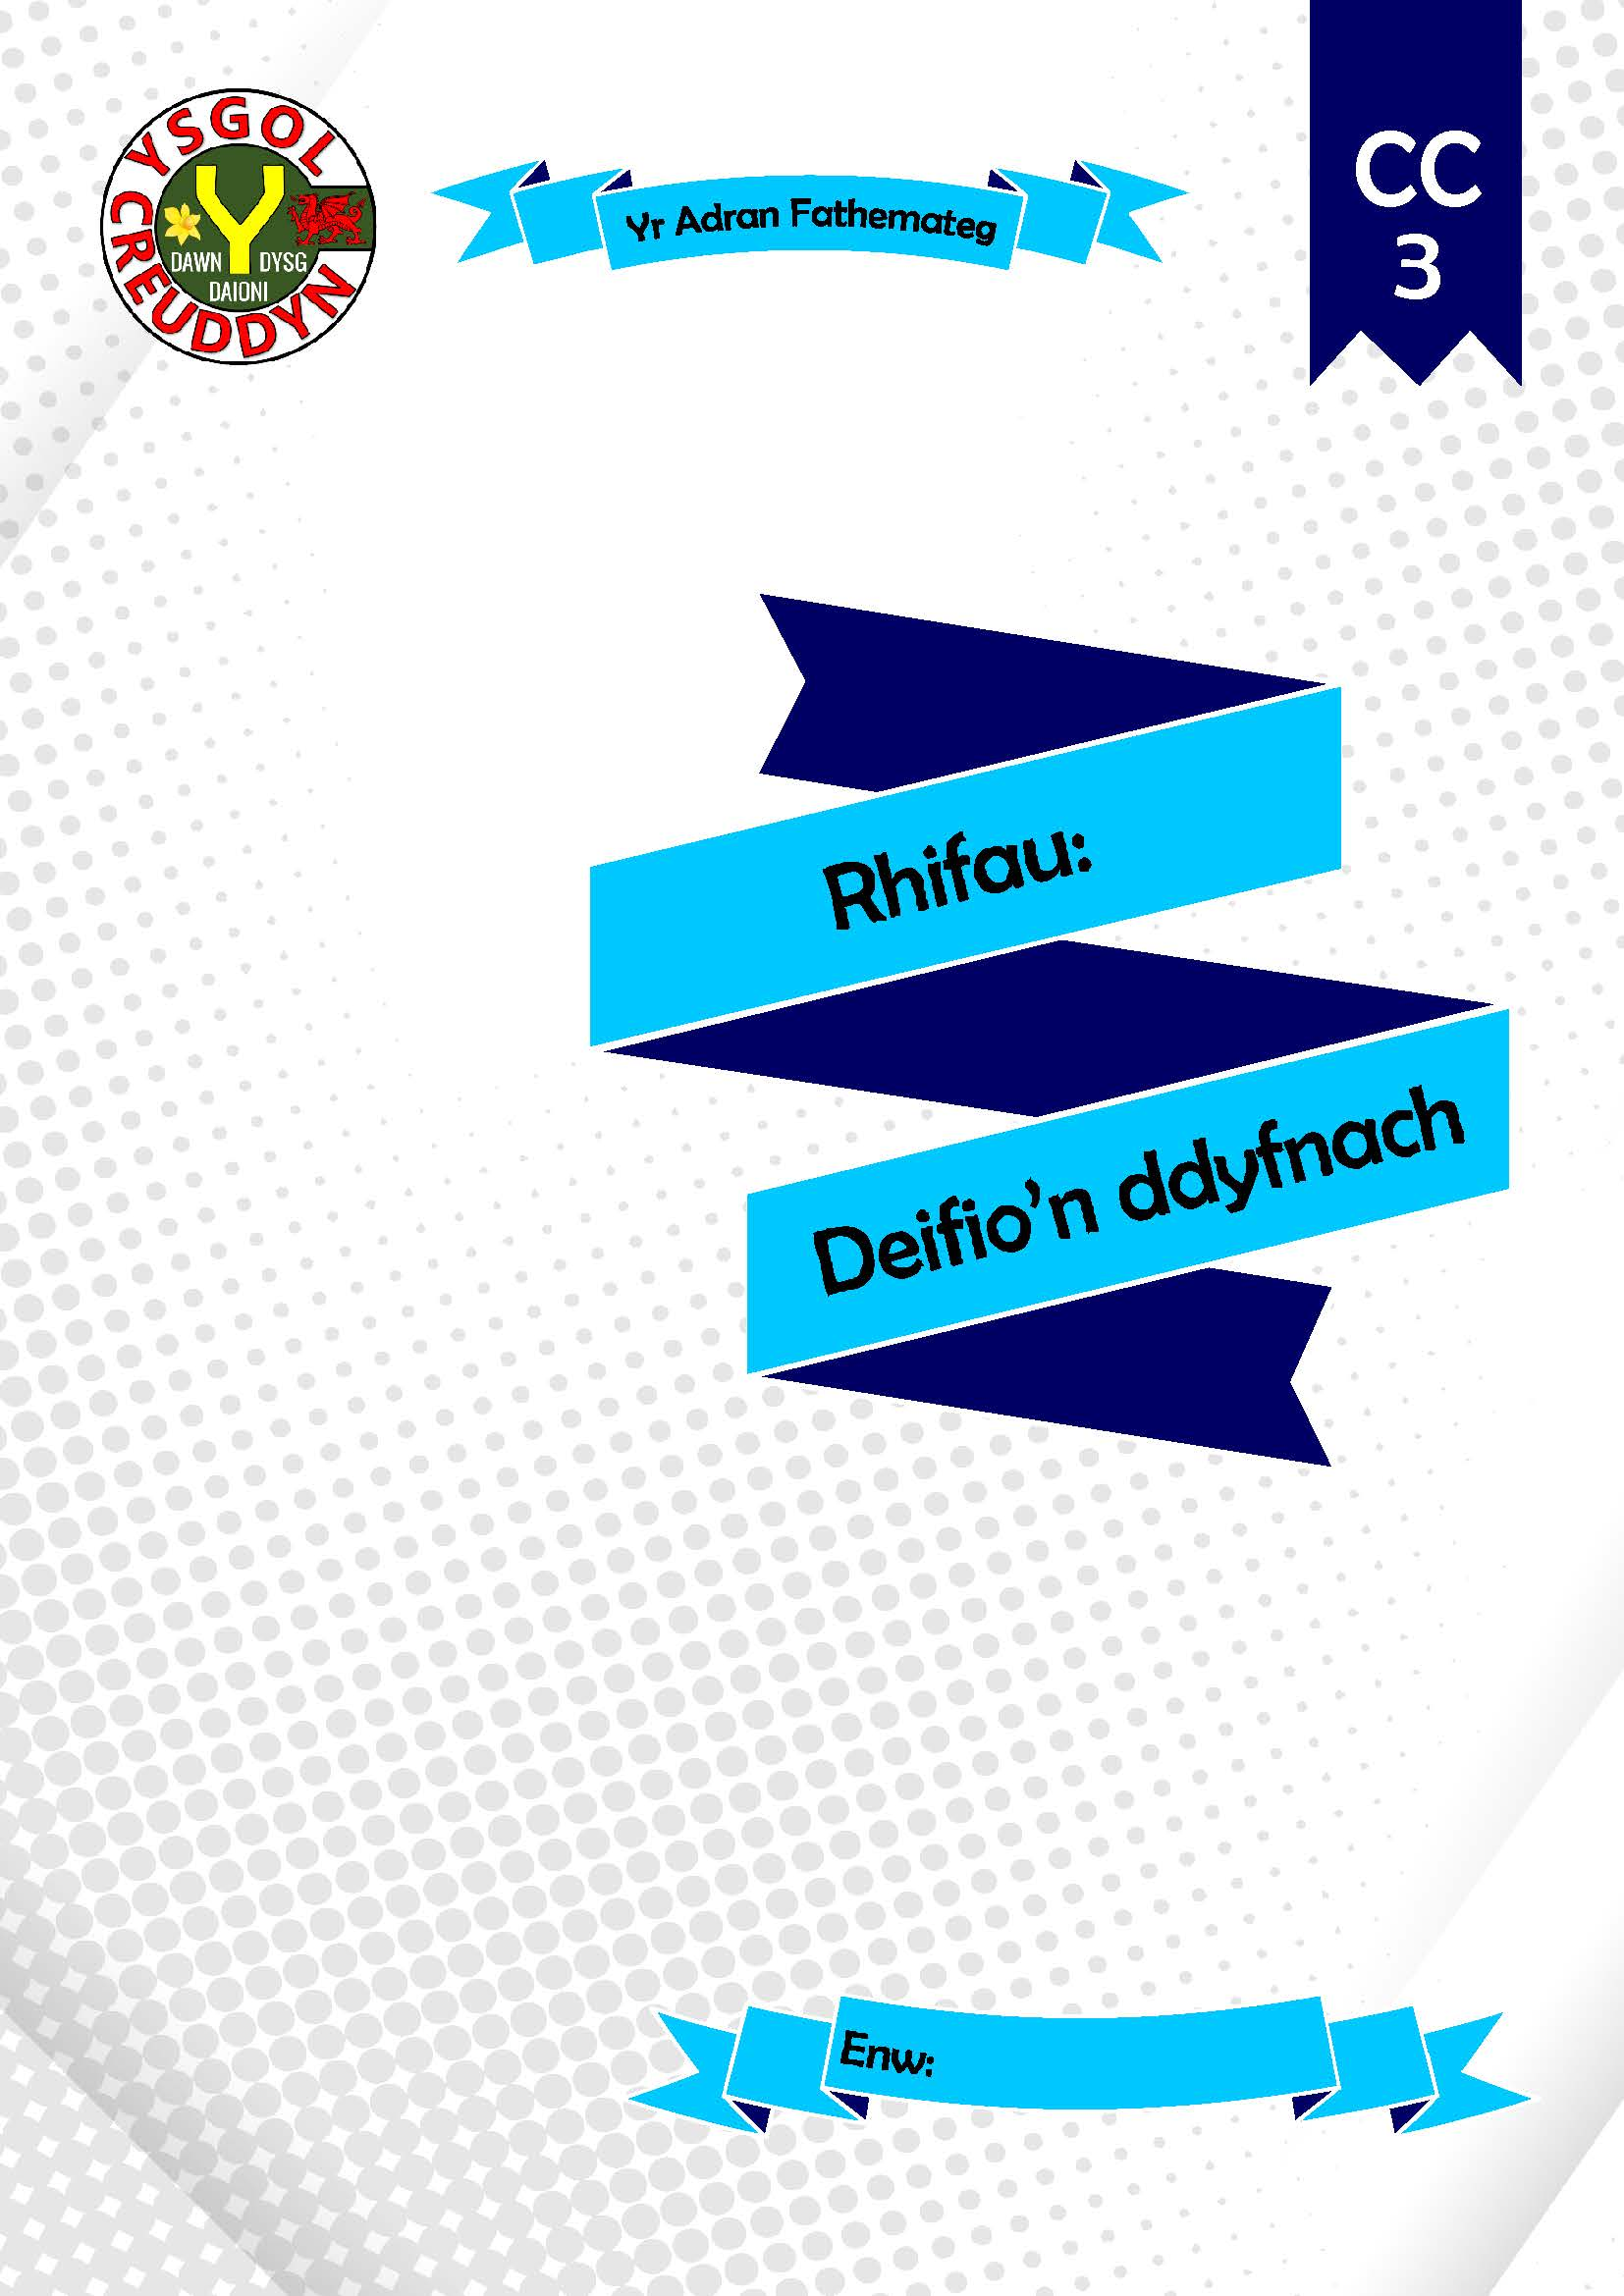 YSGOL
CREUDDYN
Y
DAWN DYSG
DAIONI
Yr Adran Fathemateg
CC
3
Rhifau:
Deifio’n ddyfnach
Enw: